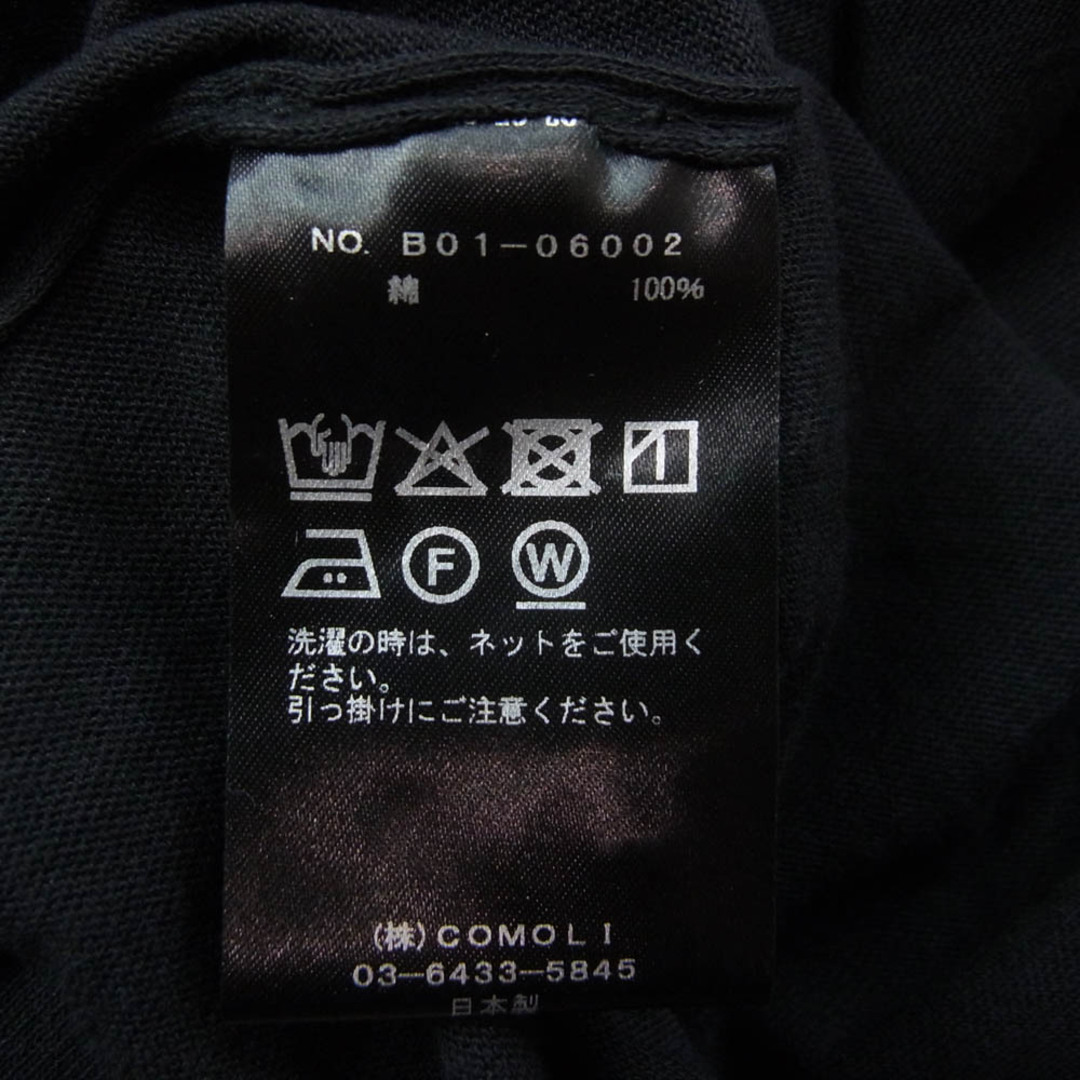 NO. B01-06002
綿 100%
F W
洗濯の時は、ネットをご使用く
ださい。
引っ掛けにご注意ください。
(株)COMOLI
03-6433-5845
日本製